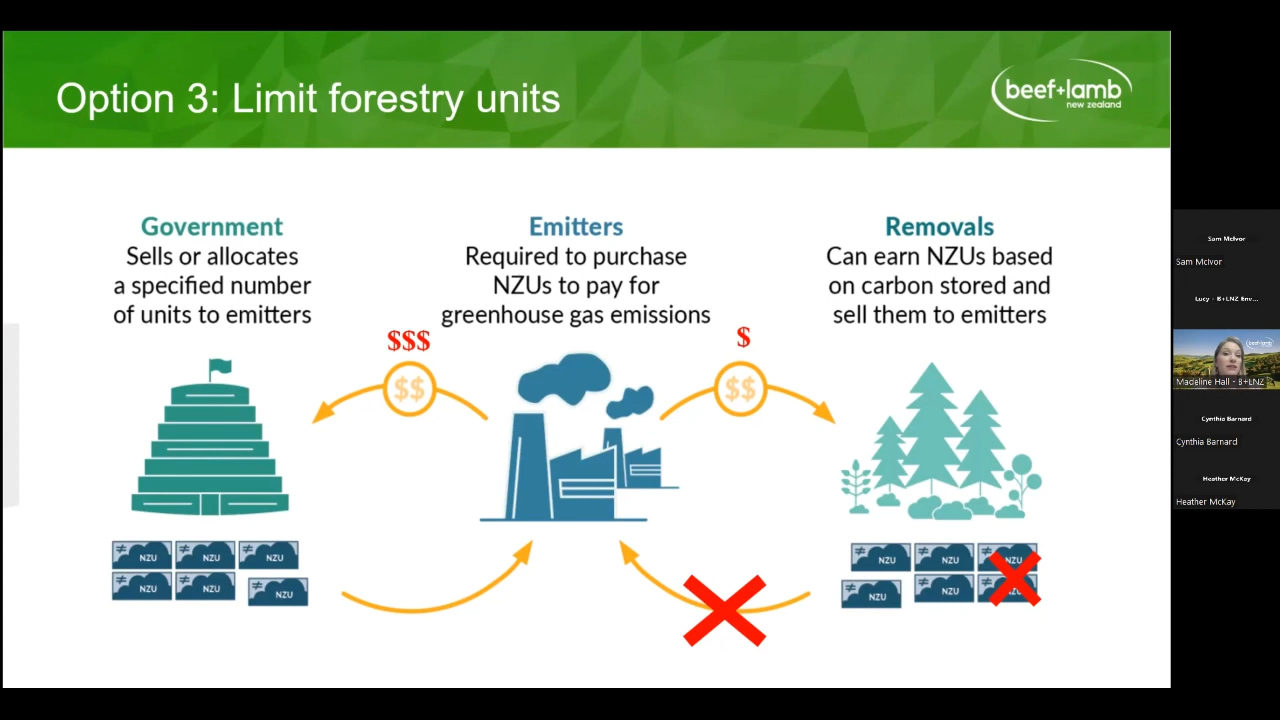 Option 3: Limit forestry units
beef+lamb
new zealand
Government
Sells or allocates
a specified number
of units to emitters
Emitters
Required to purchase
NZUs to pay for
greenhouse gas emissions
Removals
Can earn NZUs based
on carbon stored and
sell them to emitters
$$$
$
$$
$$
≠ NZU ≠ NZU ≠ NZU
≠ NZU ≠ NZU ≠ NZU
≠ NZU ≠ NZU ≠ NZU
≠ NZU ≠ NZU ≠ NZU
Sam McIvor
Sam McIvor
Lucy - B+LNZ Env...
beef+lamb
Madeline Hall - B+LNZ
Cynthia Barnard
Cynthia Barnard
Heather McKay
Heather McKay